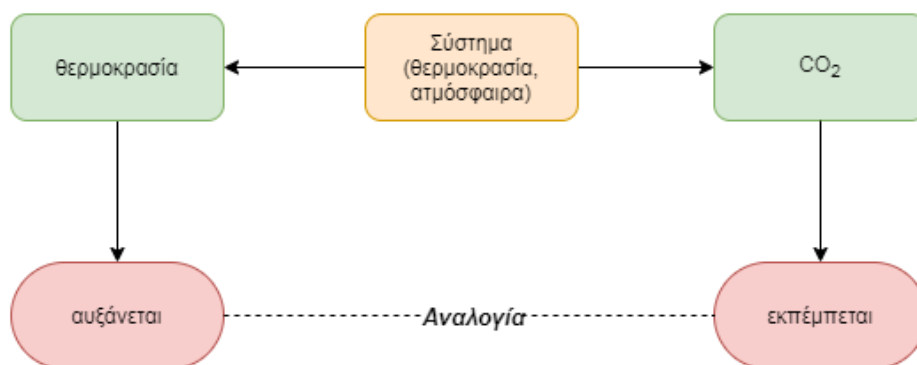 θερμοκρασία
Σύστημα
(θερμοκρασία,
ατμόσφαιρα)
CO₂
αυξάνεται
Αναλογία
εκπέμπεται